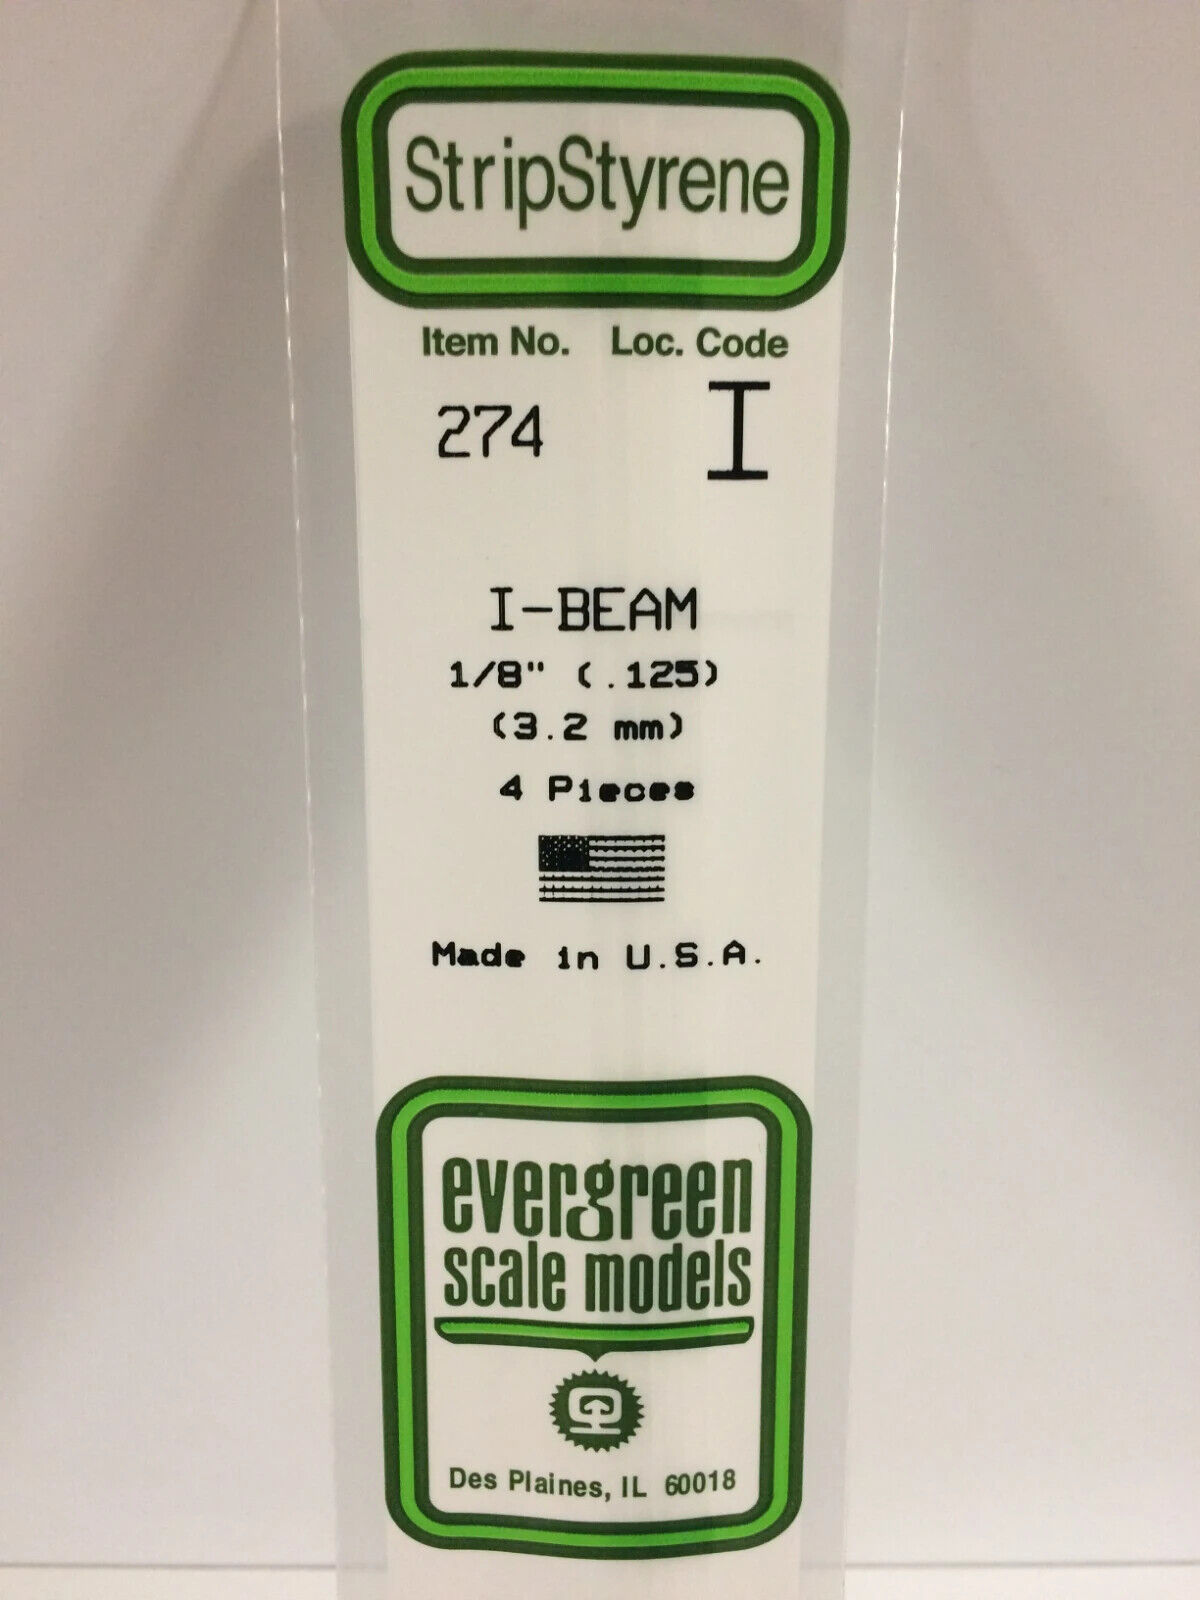 StripStyrene
Item No. Loc. Code
274 I
I-BEAM
1/8" (.125)
(3.2 mm)
4 Pieces
Made in U.S.A.
evergreen
scale models
Des Plaines, IL 60018